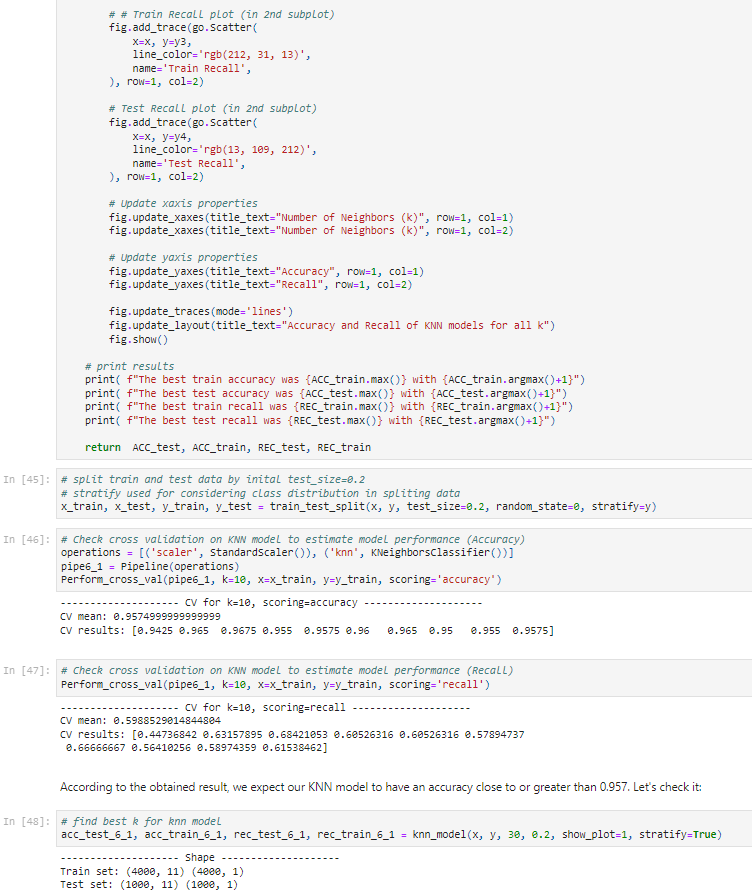 # # Train Recall plot (in 2nd subplot)
fig.add_trace(go.Scatter(
x=x, y=y3,
line_color='rgb(212, 31, 13)',
name='Train Recall',
), row=1, col=2)
# Test Recall plot (in 2nd subplot)
fig.add_trace(go.Scatter(
x=x, y=y4,
line_color='rgb(13, 109, 212)',
name='Test Recall',
), row=1, col=2)
# Update xaxis properties
fig.update_xaxes(title_text="Number of Neighbors (k)", row=1, col=1)
fig.update_xaxes(title_text="Number of Neighbors (k)", row=1, col=2)
# Update yaxis properties
fig.update_yaxes(title_text="Accuracy", row=1, col=1)
fig.update_yaxes(title_text="Recall", row=1, col=2)
fig.update_traces(mode='lines')
fig.update_layout(title_text="Accuracy and Recall of KNN models for all k")
fig.show()
# print results
print( f"The best train accuracy was {ACC_train.max()} with {ACC_train.argmax()+1}")
print( f"The best test accuracy was {ACC_test.max()} with {ACC_test.argmax()+1}")
print( f"The best train recall was {REC_train.max()} with {REC_train.argmax()+1}")
print( f"The best test recall was {REC_test.max()} with {REC_test.argmax()+1}")
return ACC_test, ACC_train, REC_test, REC_train
In [45]: # split train and test data by inital test_size=0.2
# stratify used for considering class distribution in spliting data
x_train, x_test, y_train, y_test = train_test_split(x, y, test_size=0.2, random_state=0, stratify=y)
In [46]: # Check cross validation on KNN model to estimate model performance (Accuracy)
operations = [('scaler', StandardScaler()), ('knn', KNeighborsClassifier())]
pipe6_1 = Pipeline(operations)
Perform_cross_val(pipe6_1, k=10, x=x_train, y=y_train, scoring='accuracy')
-------------------- CV for k=10, scoring=accuracy --------------------
CV mean: 0.9574999999999999
CV results: [0.9425 0.965 0.9675 0.955 0.9575 0.96 0.965 0.95 0.955 0.9575]
In [47]: # Check cross validation on KNN model to estimate model performance (Recall)
Perform_cross_val(pipe6_1, k=10, x=x_train, y=y_train, scoring='recall')
-------------------- CV for k=10, scoring=recall --------------------
CV mean: 0.5988529014844804
CV results: [0.44736842 0.63157895 0.68421053 0.60526316 0.60526316 0.57894737
0.66666667 0.56410256 0.58974359 0.61538462]
According to the obtained result, we expect our KNN model to have an accuracy close to or greater than 0.957. Let's check it:
In [48]: # find best k for knn model
acc_test_6_1, acc_train_6_1, rec_test_6_1, rec_train_6_1 = knn_model(x, y, 30, 0.2, show_plot=1, stratify=True)
-------------------- Shape --------------------
Train set: (4000, 11) (4000, 1)
Test set: (1000, 11) (1000, 1)